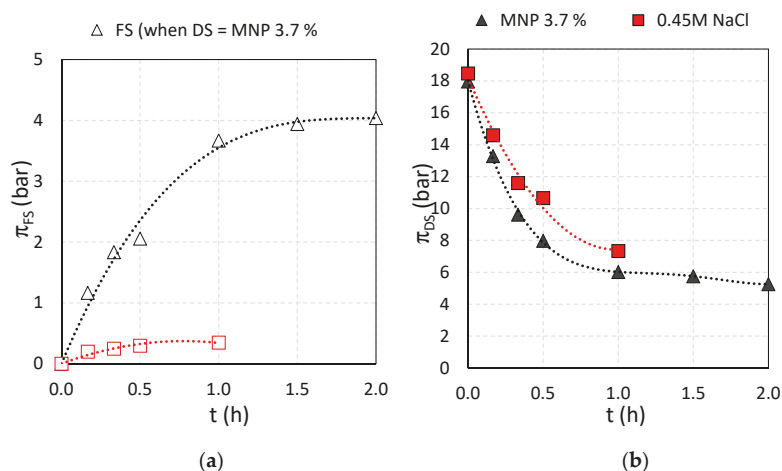 △ FS (when DS = MNP 3.7 %
5
4
3
2
1
0
π_FS (bar)
0.0 0.5 1.0 1.5 2.0
t (h)
(a)
▲ MNP 3.7 % ■ 0.45M NaCl
20
18
16
14
12
10
8
6
4
2
0
π_DS, (bar)
0.0 0.5 1.0 1.5 2.0
t (h)
(b)